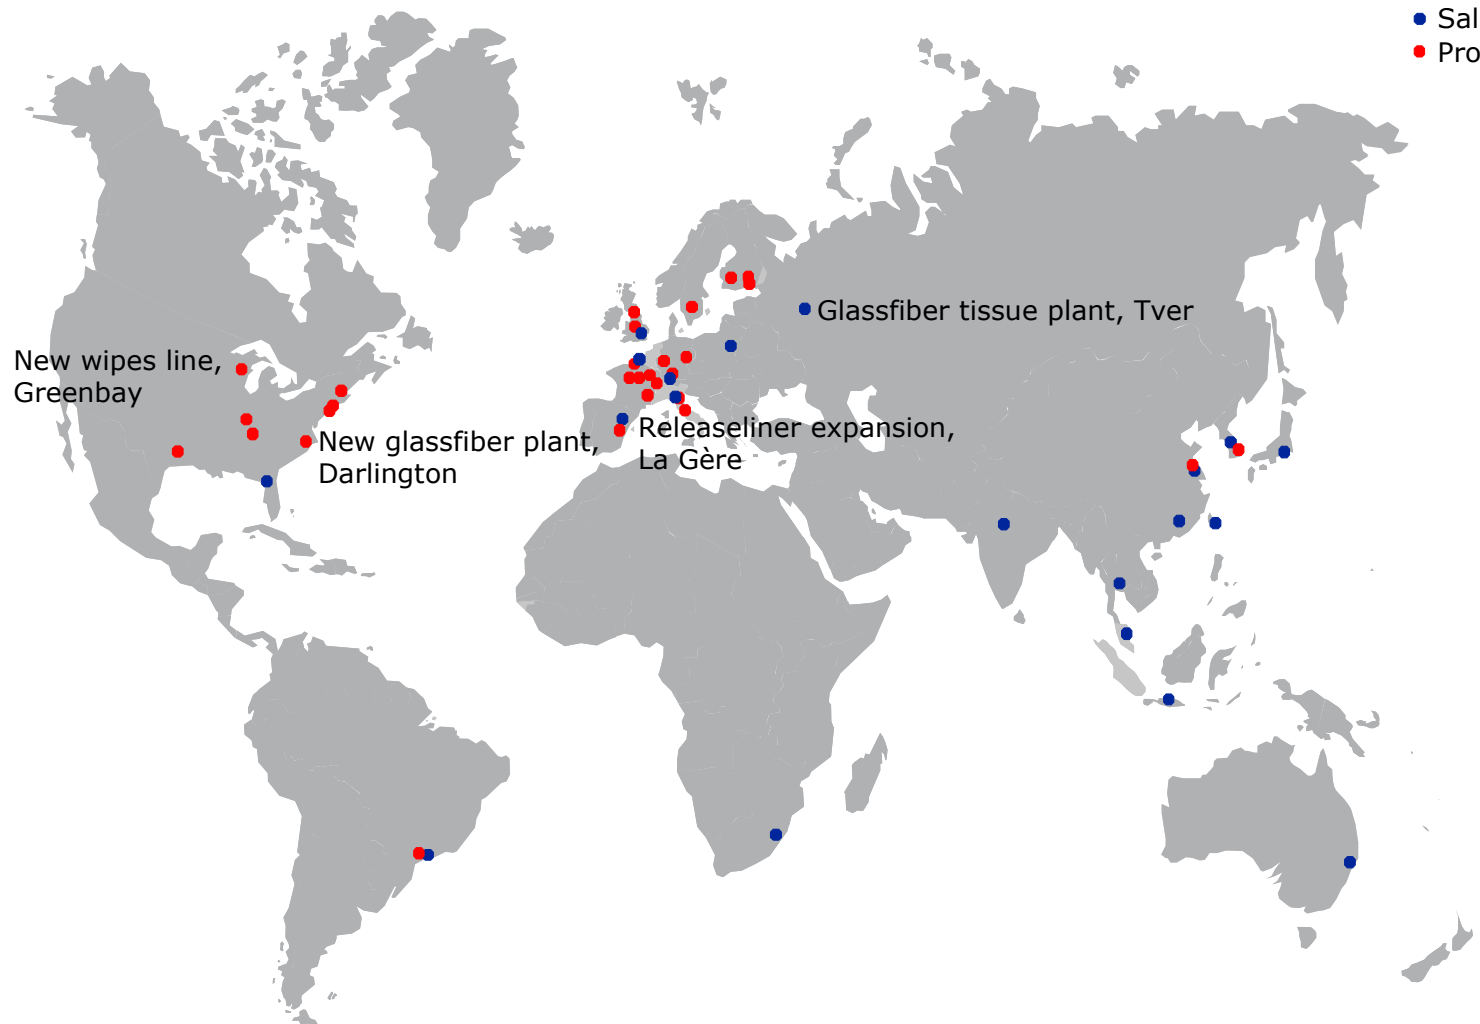 Sal
Pro
Glassfiber tissue plant, Tver
New wipes line,
Greenbay
New glassfiber plant,
Darlington
Releaseliner expansion,
La Gère